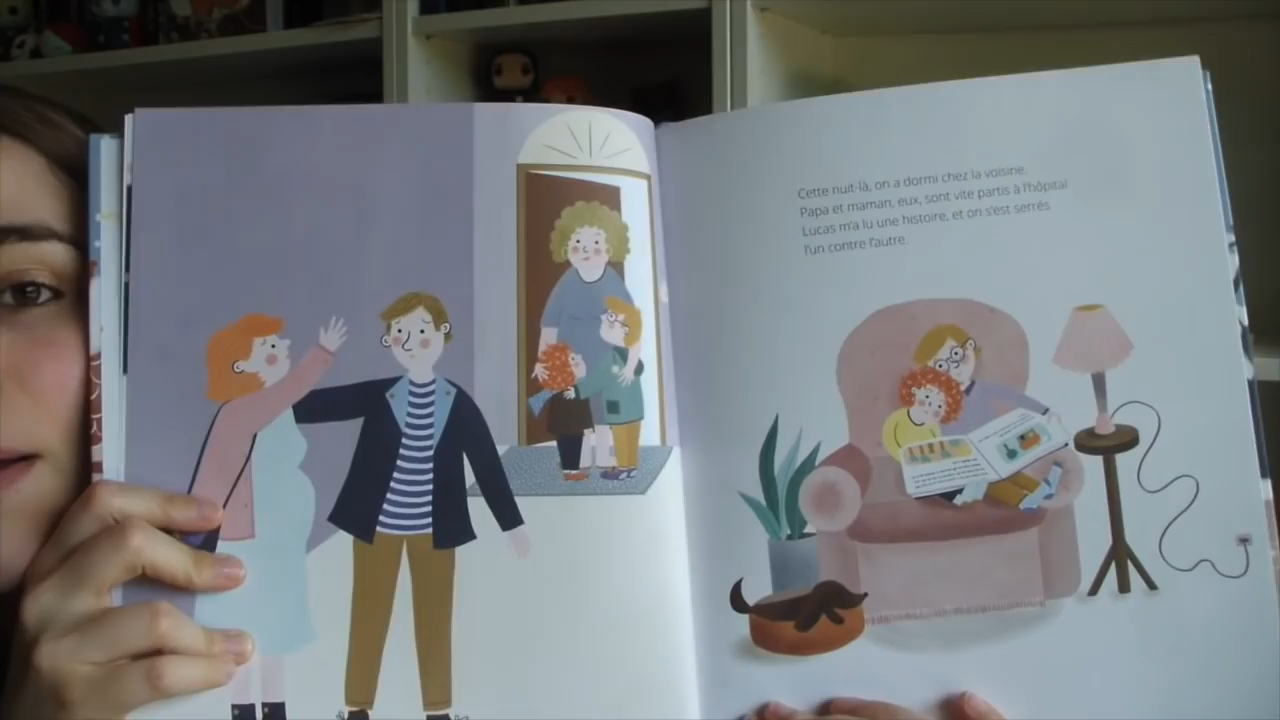 Cette nuit-là, on a dormi chez la voisine.
Papa et maman, eux, sont vite partis à l'hôpital
Lucas m'a lu une histoire, et on s'est serrés
l'un contre l'autre.